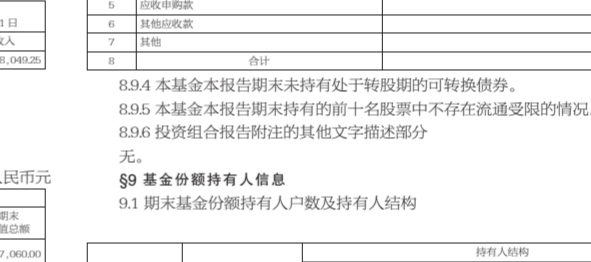 1日
收入
8,049.25
人民币元
期末
值总额
7,060.00
5 应收申购款
6 其他应收款
7 其他
8 合计
8.9.4 本基金本报告期末未持有处于转股期的可转换债券。
8.9.5 本基金本报告期末持有的前十名股票中不存在流通受限的情况
8.9.6 投资组合报告附注的其他文字描述部分
无。
§9 基金份额持有人信息
9.1 期末基金份额持有人户数及持有人结构
持有人结构